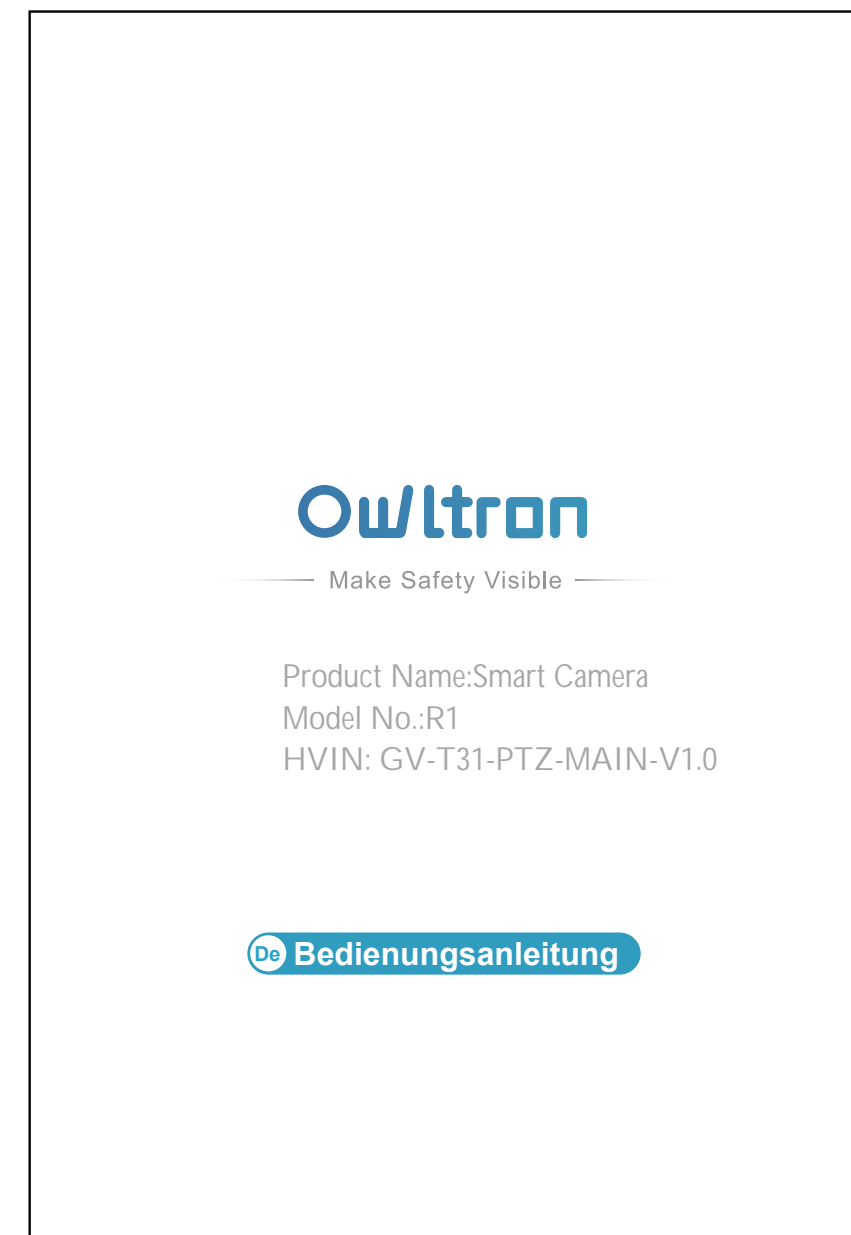 Owltron
Make Safety Visible
Product Name:Smart Camera
Model No.:R1
HVIN: GV-T31-PTZ-MAIN-V1.0
De Bedienungsanleitung